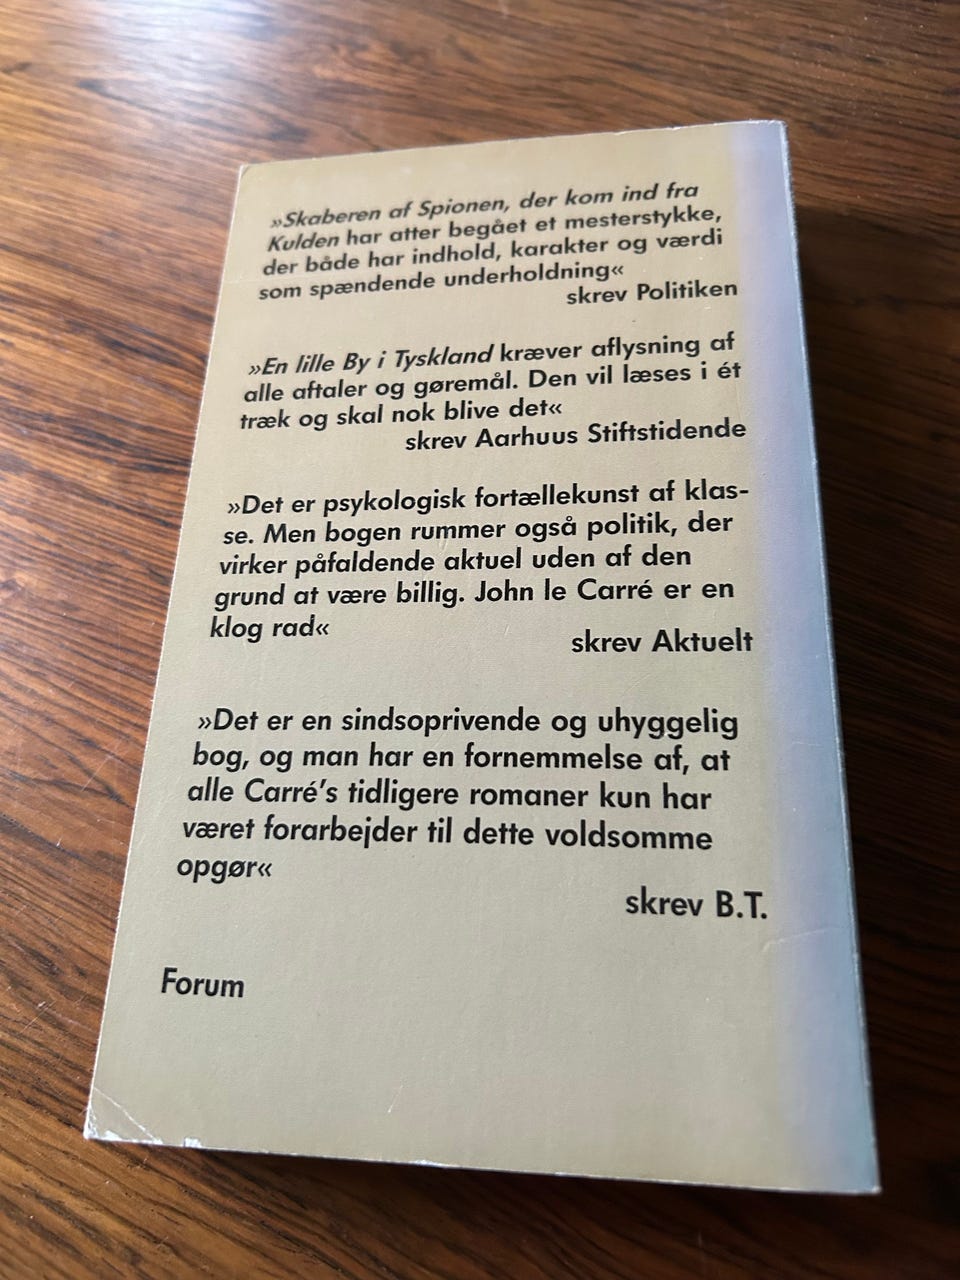 »Skaberen af Spionen, der kom ind fra
Kulden har atter begået et mesterstykke,
der både har indhold, karakter og værdi
som spændende underholdning«
skrev Politiken
»En lille By i Tyskland kræver aflysning af
alle aftaler og gøremål. Den vil læses i ét
træk og skal nok blive det«
skrev Aarhuus Stiftstidende
»Det er psykologisk fortællekunst af klas-
se. Men bogen rummer også politik, der
virker påfaldende aktuel uden af den
grund at være billig. John le Carré er en
klog rad«
skrev Aktuelt
»Det er en sindsoprivende og uhyggelig
bog, og man har en fornemmelse af, at
alle Carré's tidligere romaner kun har
været forarbejder til dette voldsomme
opgør«
skrev B.T.
Forum